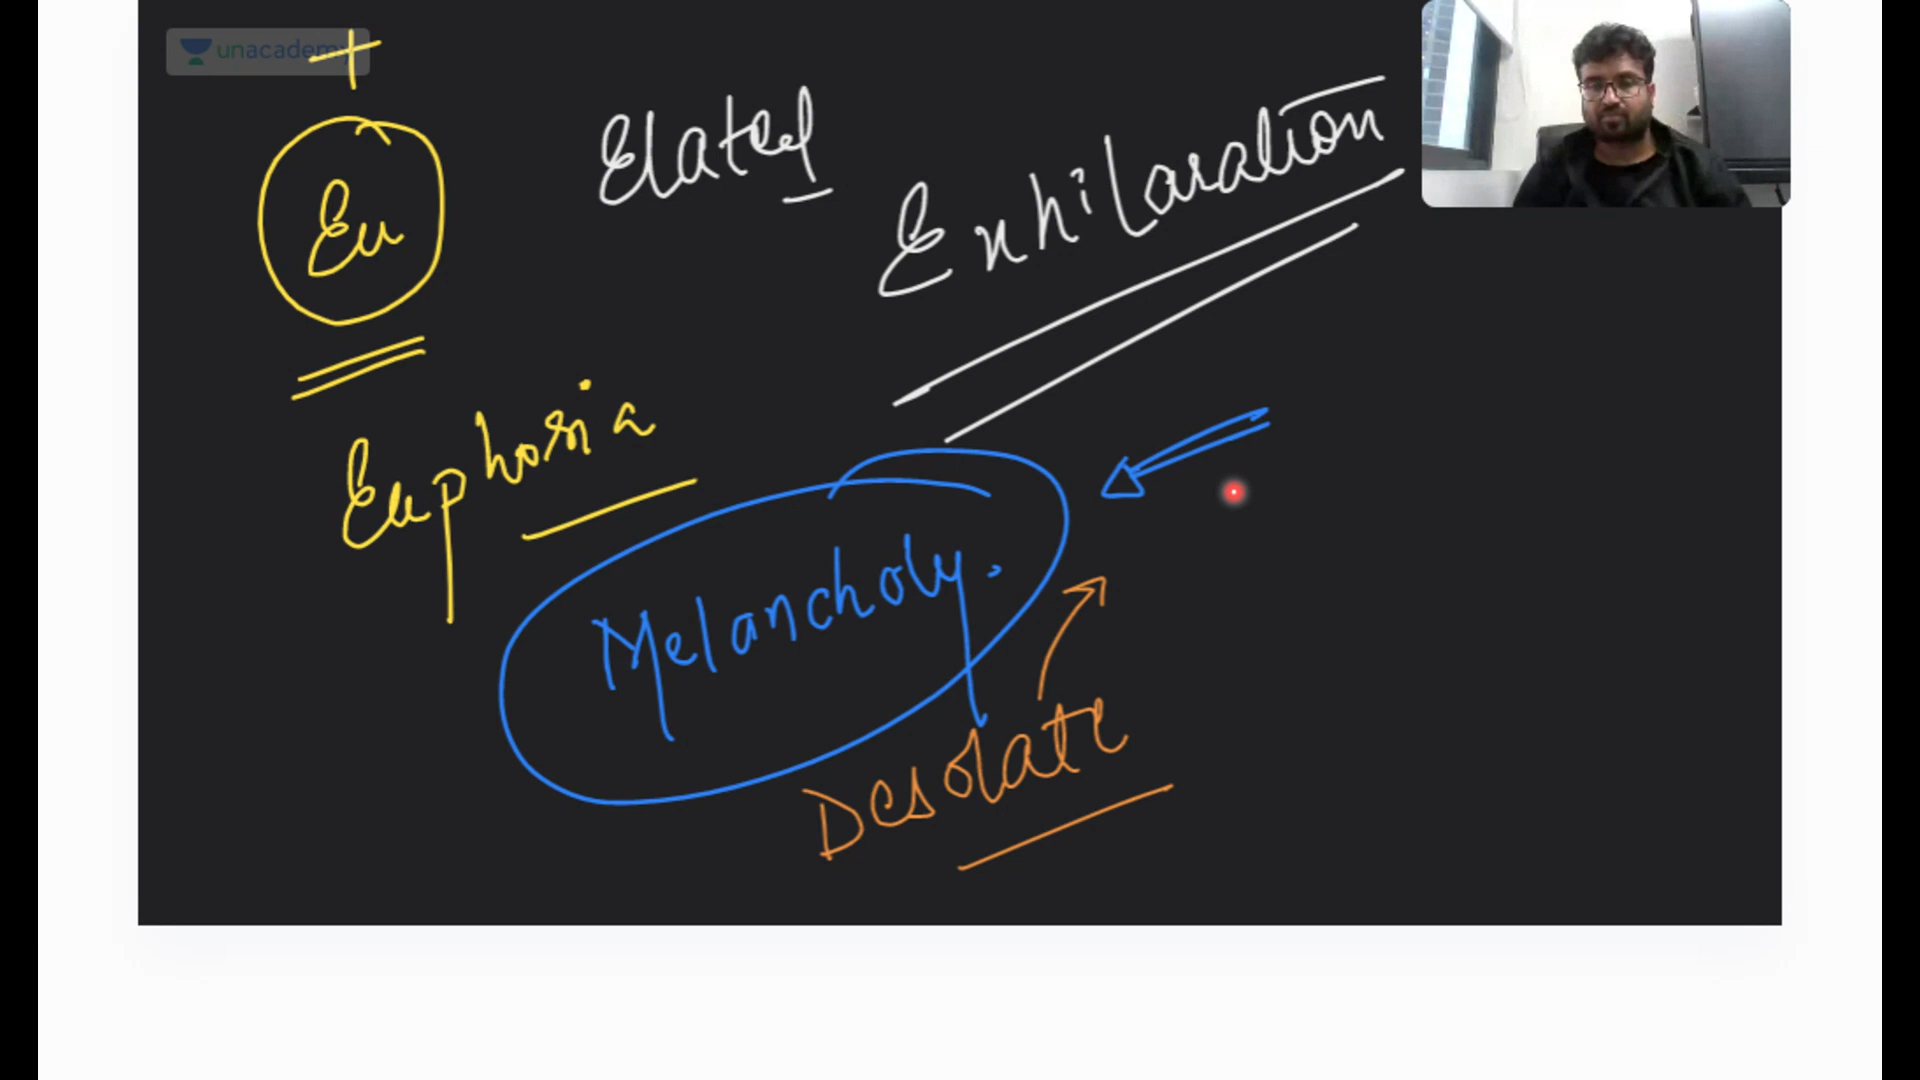 unacademy
+
Eu
Elated
Exhilaration
Euphoria
Melancholy.
Desolate